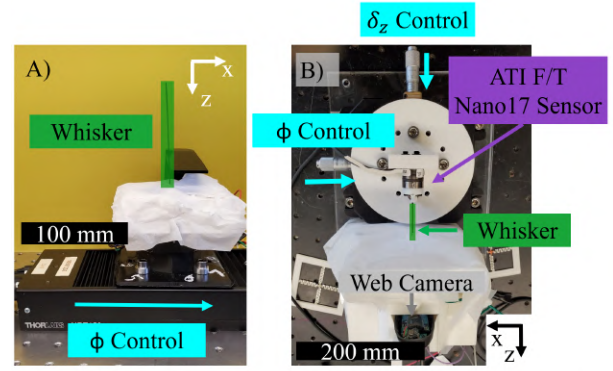 A)
x
z
Whisker
100 mm
THORLABS
ϕ Control
δz Control
B)
ATI F/T
Nano17 Sensor
ϕ Control
Whisker
Web Camera
200 mm
x
z